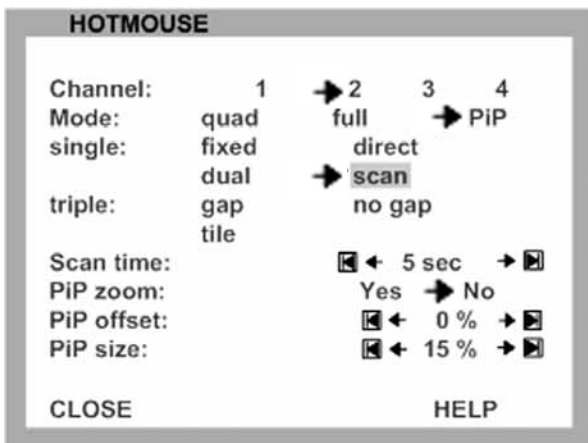 HOTMOUSE
Channel: 1 2 3 4
Mode: quad full PiP
single: fixed direct
dual scan
triple: gap no gap
tile
Scan time: 5 sec
PiP zoom: Yes No
PiP offset: 0 %
PiP size: 15 %
CLOSE HELP